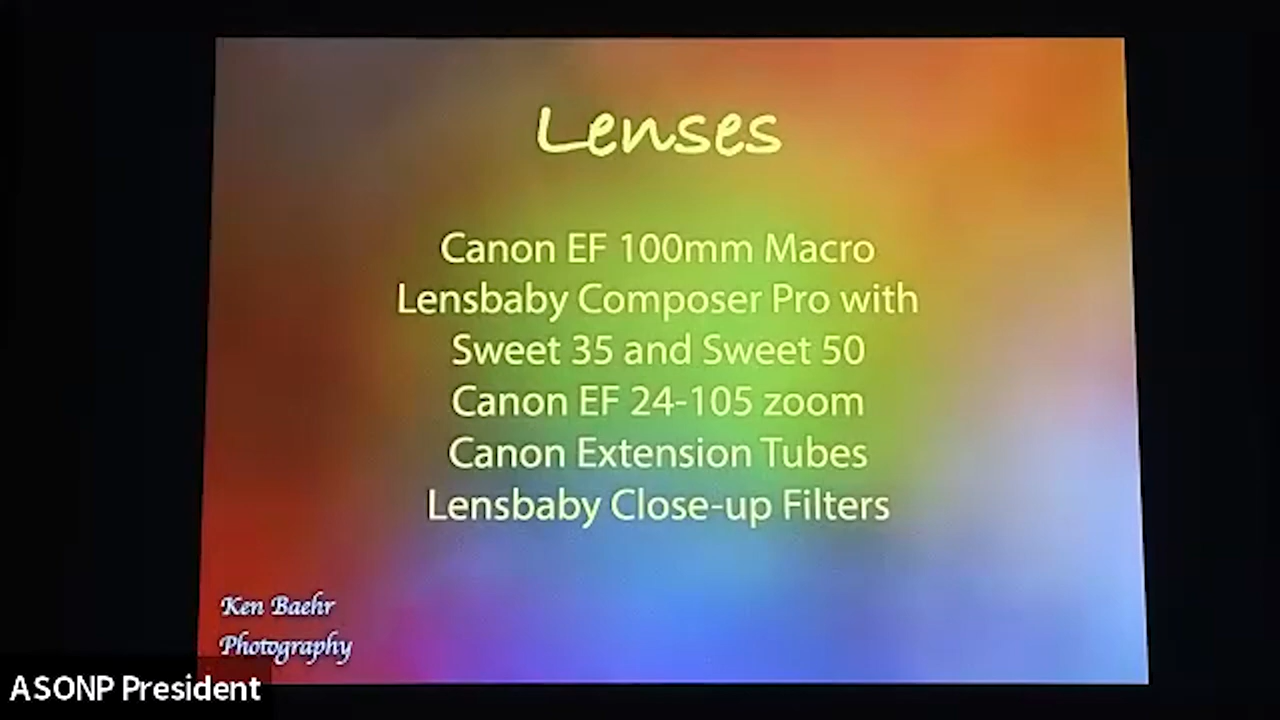 Lenses
Canon EF 100mm Macro
Lensbaby Composer Pro with
Sweet 35 and Sweet 50
Canon EF 24-105 zoom
Canon Extension Tubes
Lensbaby Close-up Filters
Ken Baehr
Photography
ASONP President